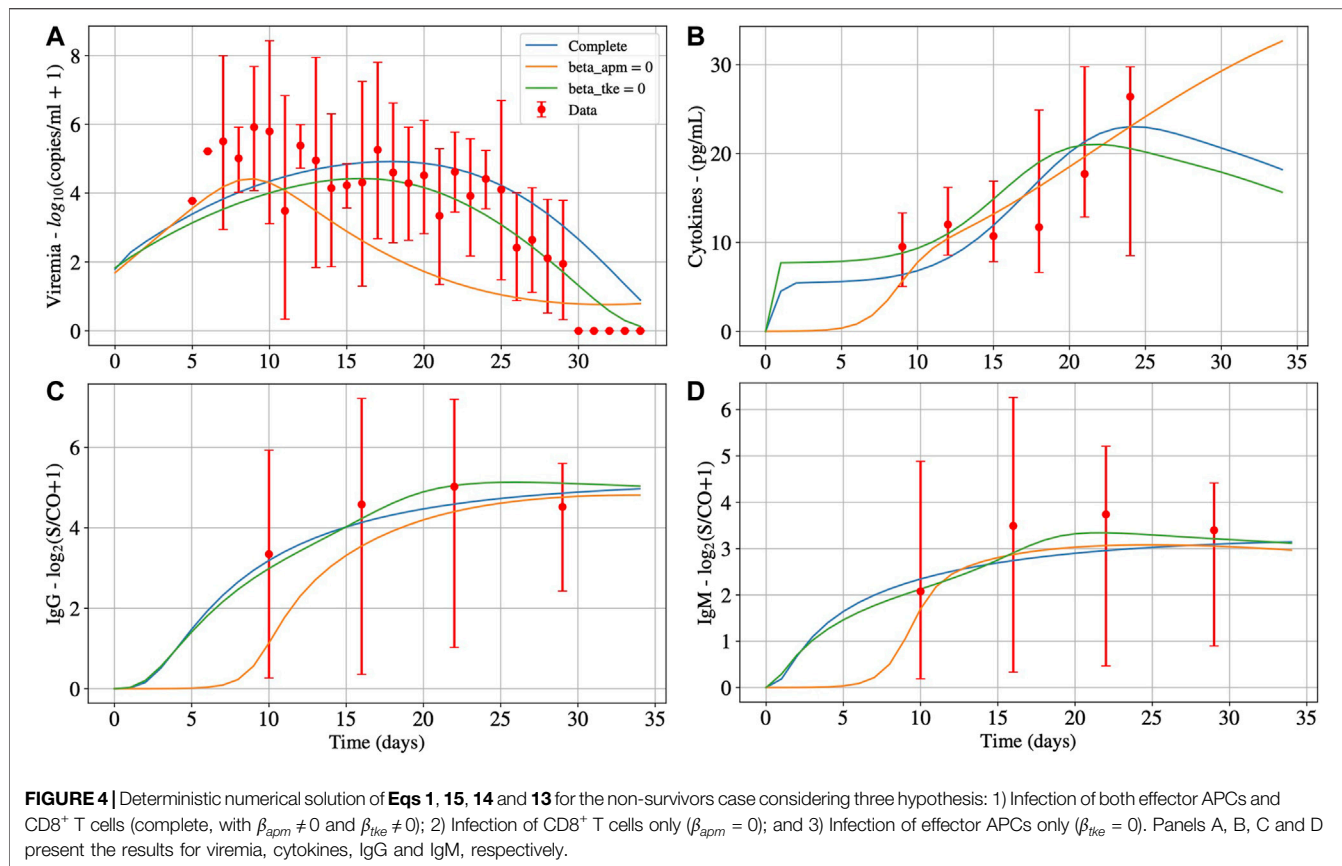 A
Viremia - log10(copies/ml + 1)
8
6
4
2
0
0 5 10 15 20 25 30 35
Complete
beta_apm = 0
beta_tke = 0
Data
B
Cytokines - (pg/mL)
30
20
10
0
0 5 10 15 20 25 30 35
C
IgG - log2(S/CO+1)
6
4
2
0
0 5 10 15 20 25 30 35
Time (days)
D
IgM - log2(S/CO+1)
6
5
4
3
2
1
0
0 5 10 15 20 25 30 35
Time (days)
FIGURE 4 | Deterministic numerical solution of Eqs 1, 15, 14 and 13 for the non-survivors case considering three hypothesis: 1) Infection of both effector APCs and
CD8+ T cells (complete, with βapm ≠ 0 and βtke ≠ 0); 2) Infection of CD8+ T cells only (βapm = 0); and 3) Infection of effector APCs only (βtke = 0). Panels A, B, C and D
present the results for viremia, cytokines, IgG and IgM, respectively.